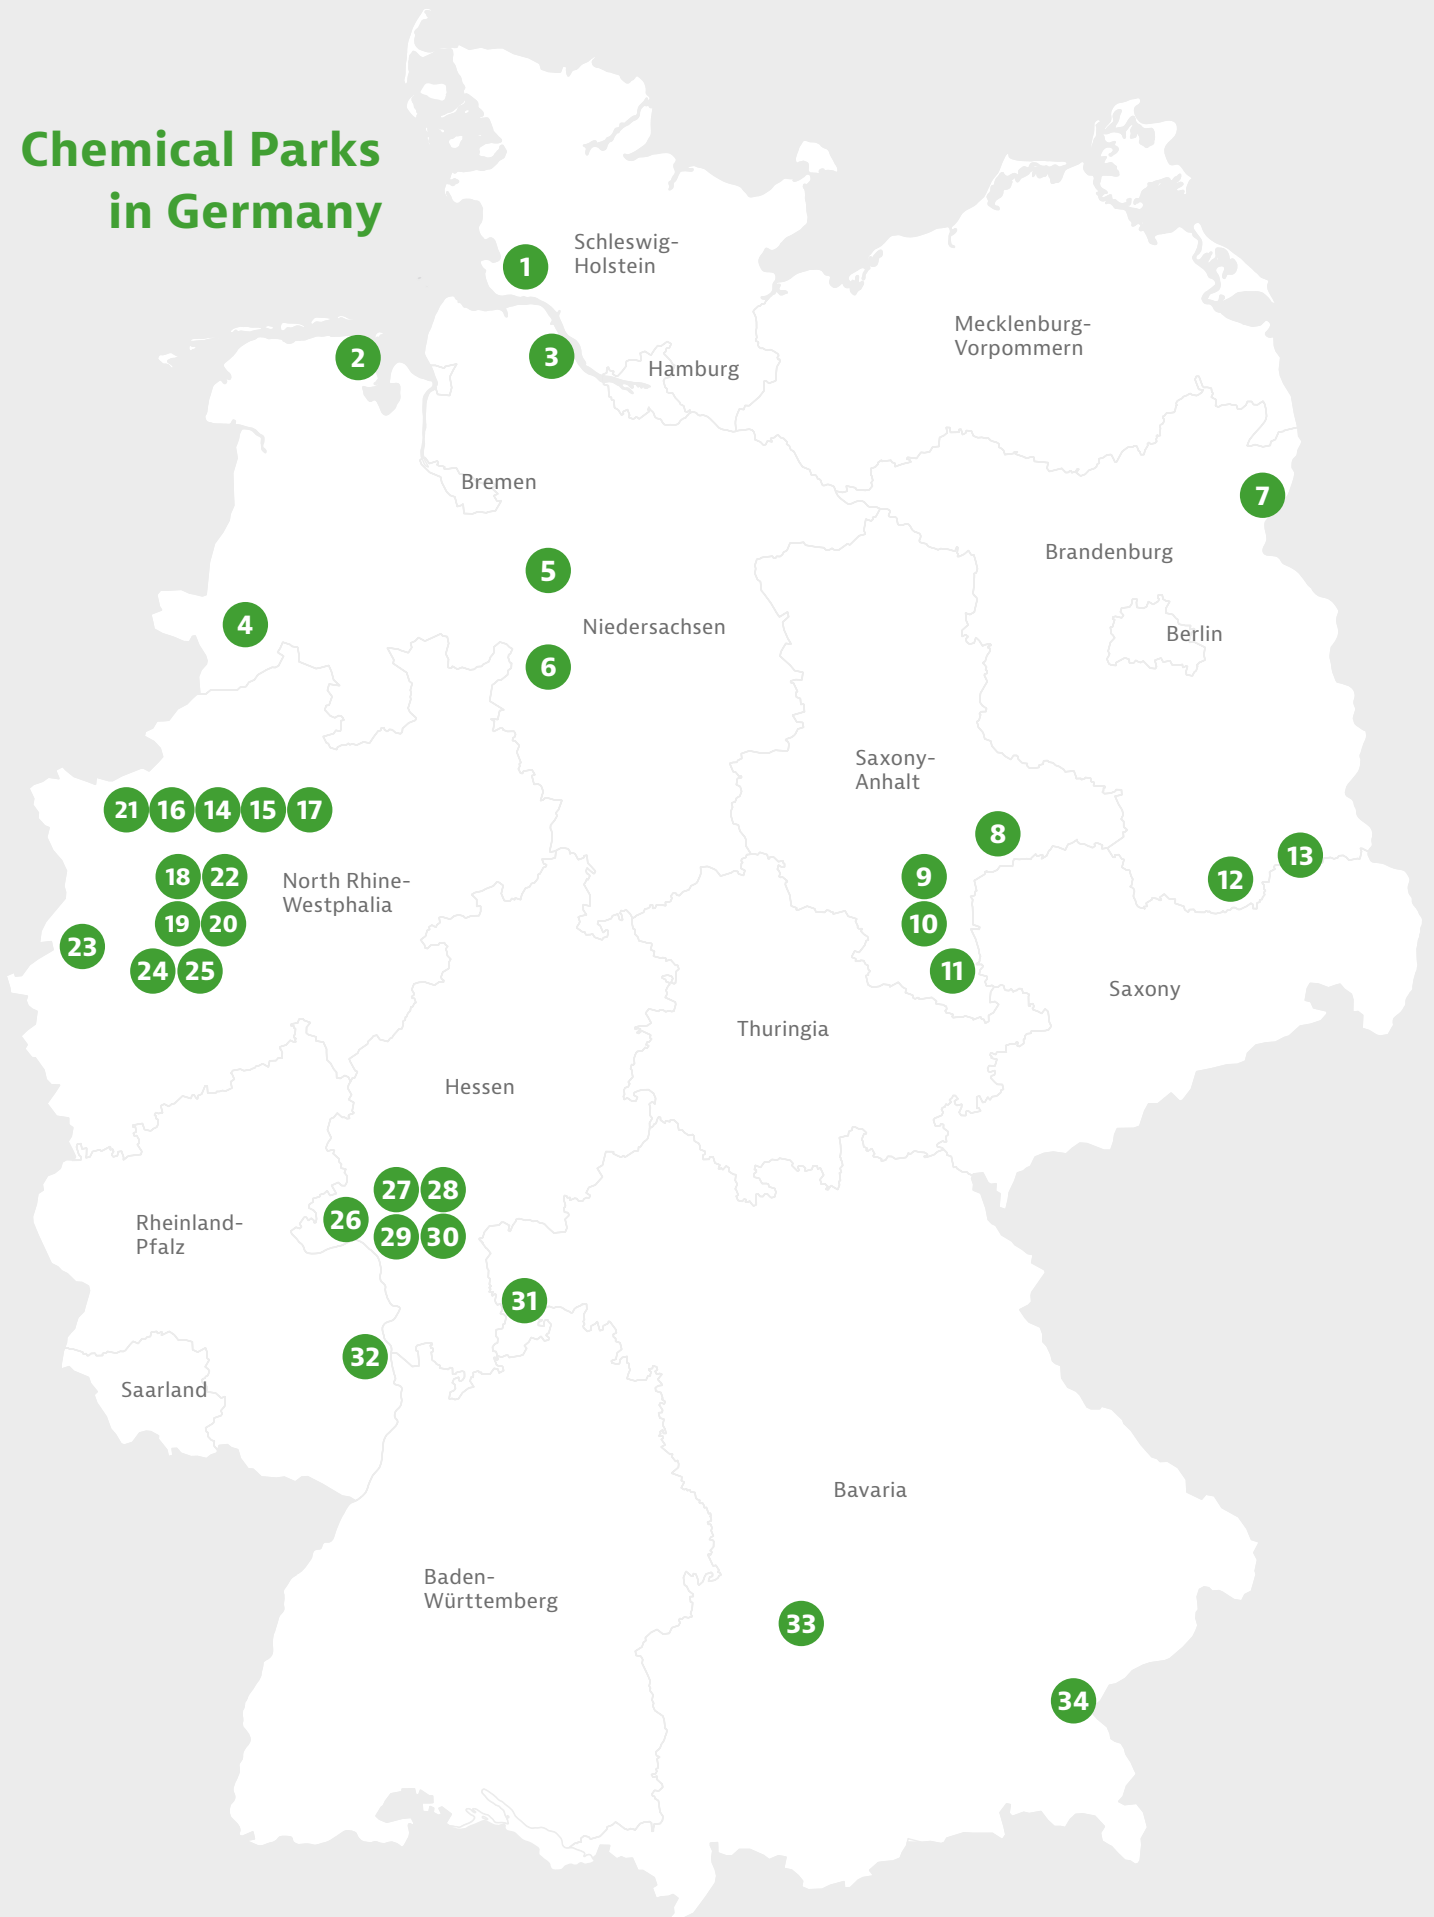 Chemical Parks
in Germany
Schleswig-
Holstein
1
Mecklenburg-
Vorpommern
2
3
Hamburg
Bremen
7
Brandenburg
5
4
Niedersachsen
Berlin
6
Saxony-
Anhalt
21 16 14 15 17
8
13
18 22
North Rhine-
Westphalia
9
12
19 20
10
23
24 25
11
Saxony
Thuringia
Hessen
27 28
26
Rheinland-
Pfalz
29 30
31
32
Saarland
Bavaria
Baden-
Württemberg
33
34